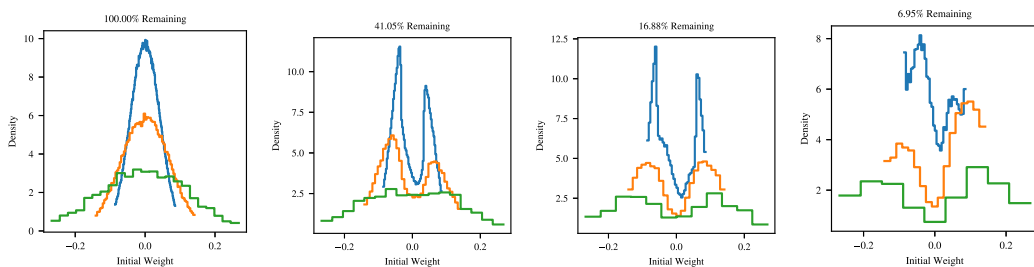 100.00% Remaining
10
8
6
4
2
0
Density
−0.2
0.0
0.2
Initial Weight
41.05% Remaining
10.0
7.5
5.0
2.5
Density
−0.2
0.0
0.2
Initial Weight
16.88% Remaining
12.5
10.0
7.5
5.0
2.5
Density
−0.2
0.0
0.2
Initial Weight
6.95% Remaining
8
6
4
2
Density
−0.2
0.0
0.2
Initial Weight